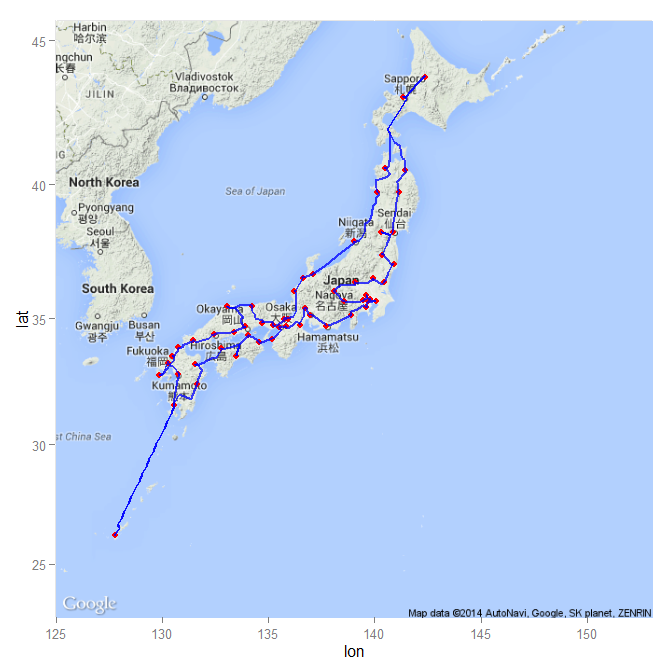 Harbin
哈尔滨
ngchun
长春
JILIN
Vladivostok
Владивосток
Sapporo
札幌
45
NG
North Korea
Pyongyang
평양
Seoul
서울
Sea of Japan
Sendai
仙台
Niigata
新潟
40
South Korea
Japan
Nagoya
名古屋
Gwangju
광주
Busan
부산
Okayama
岡山
Osaka
大阪
Hamamatsu
浜松
35
lat
Fukuoka
福岡
Hiroshima
広島
Kumamoto
熊本
st China Sea
30
25
Google
Map data ©2014 AutoNavi, Google, SK planet, ZENRIN
125 130 135 140 145 150
lon